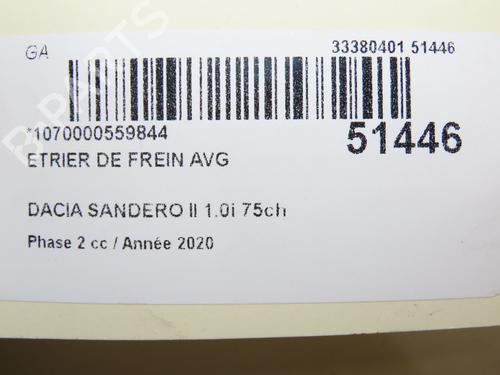 GA
33380401 51446
*1070000559844
51446
ETRIER DE FREIN AVG
DACIA SANDERO II 1.0i 75ch
Phase 2 cc / Année 2020
B-PARTS